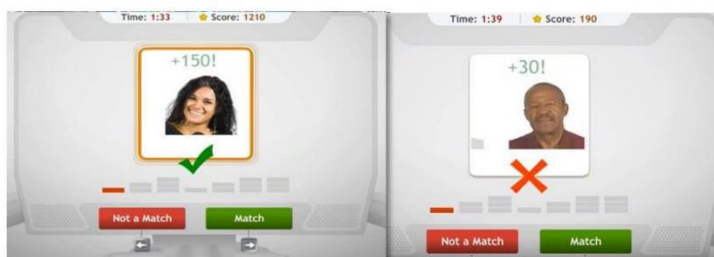 Time: 1:33 Score: 1210
+150!
Not a Match Match
Time: 1:39 Score: 190
+30!
Not a Match Match